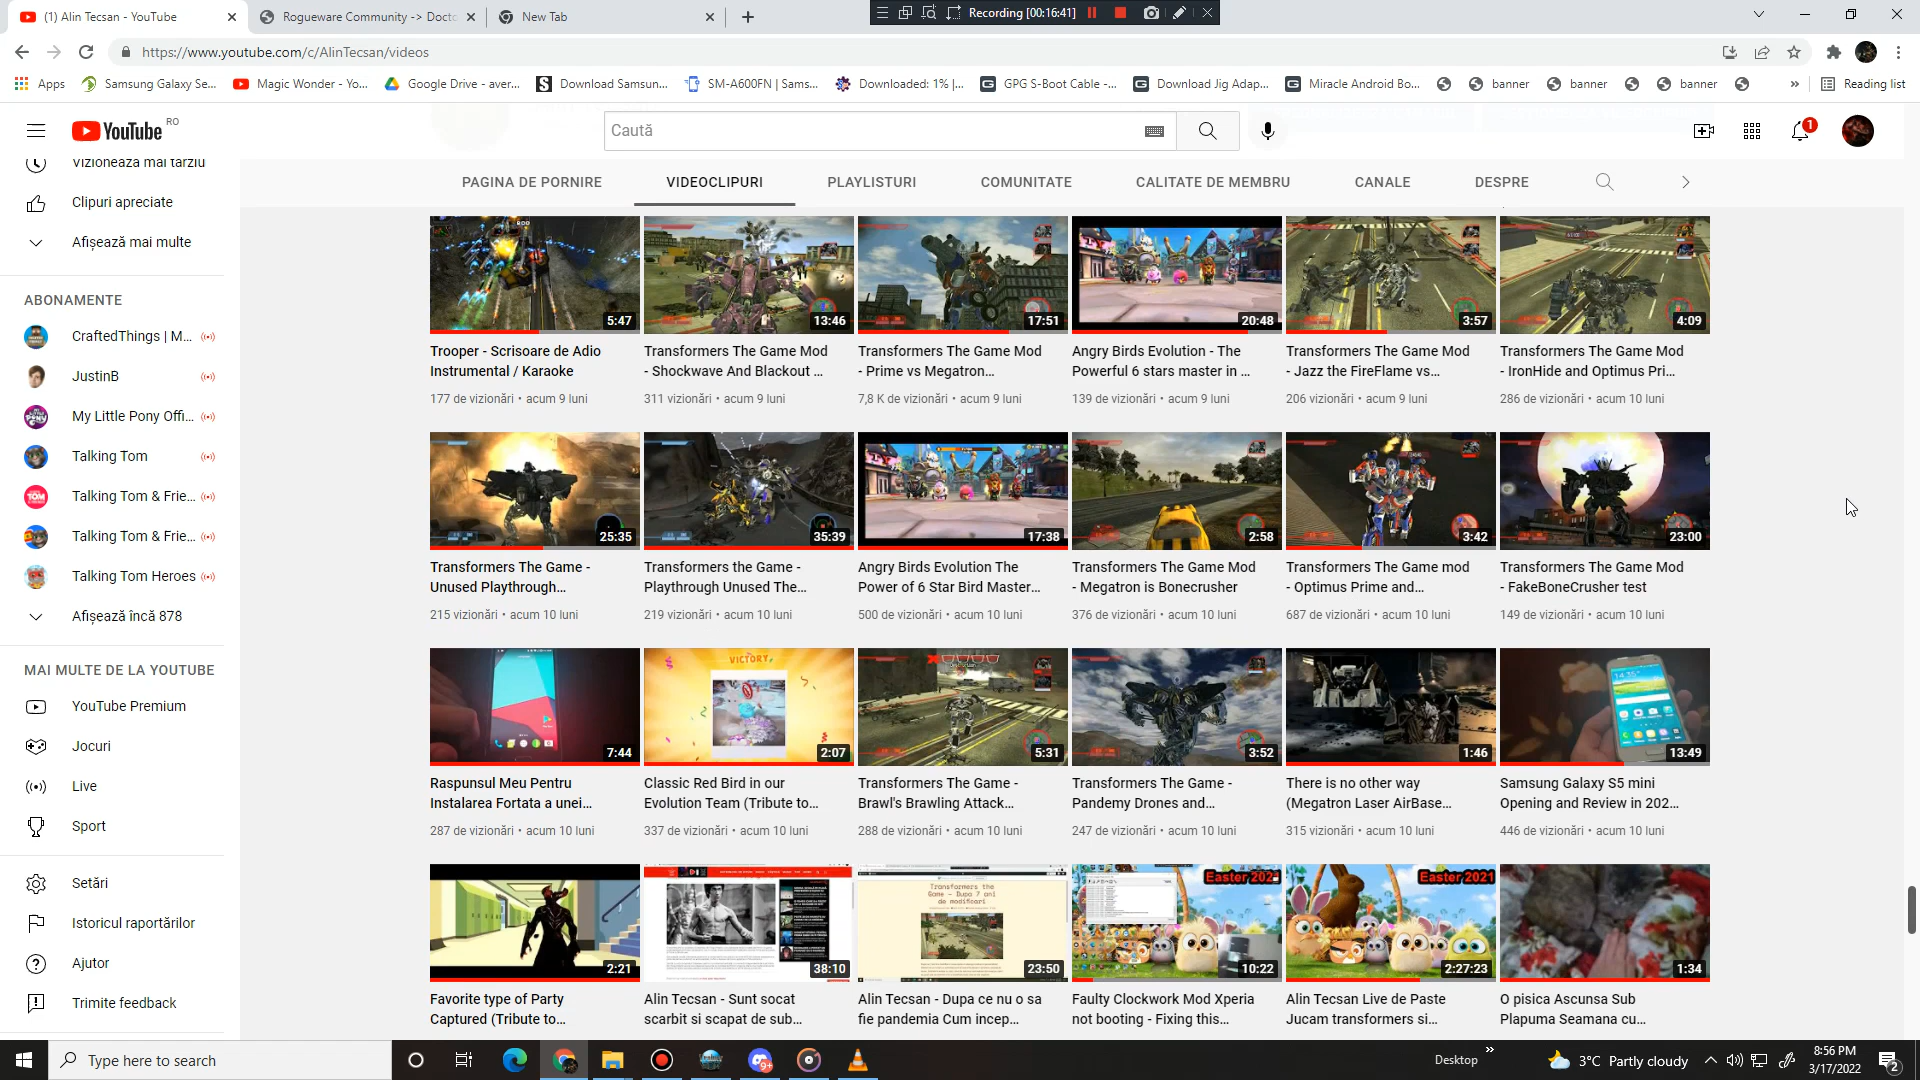 (1) Alin Tecsan - YouTube
Rogueware Community -> Docto
New Tab
Recording [00:16:41]
https://www.youtube.com/c/AlinTecsan/videos
Apps
Samsung Galaxy Se...
Magic Wonder - Yo...
Google Drive - aver...
Download Samsun...
SM-A600FN | Sams...
Downloaded: 1% |...
GPG S-Boot Cable -...
Download Jig Adap...
Miracle Android Bo...
banner
banner
banner
Reading list
YouTube RO
Caută
1
Vizionează mai târziu
Clipuri apreciate
Afișează mai multe
ABONAMENTE
CraftedThings | M...
JustinB
My Little Pony Offi...
Talking Tom
Talking Tom & Frie...
Talking Tom & Frie...
Talking Tom Heroes
Afișează încă 878
MAI MULTE DE LA YOUTUBE
YouTube Premium
Jocuri
Live
Sport
Setări
Istoricul raportărilor
Ajutor
Trimite feedback
PAGINA DE PORNIRE
VIDEOCLIPURI
PLAYLISTURI
COMUNITATE
CALITATE DE MEMBRU
CANALE
DESPRE
5:47
13:46
17:51
20:48
3:57
4:09
Trooper - Scrisoare de Adio
Instrumental / Karaoke
177 de vizionări • acum 9 luni
Transformers The Game Mod
- Shockwave And Blackout ...
311 vizionări • acum 9 luni
Transformers The Game Mod
- Prime vs Megatron...
7,8 K de vizionări • acum 9 luni
Angry Birds Evolution - The
Powerful 6 stars master in ...
139 de vizionări • acum 9 luni
Transformers The Game Mod
- Jazz the FireFlame vs...
206 vizionări • acum 9 luni
Transformers The Game Mod
- IronHide and Optimus Pri...
286 de vizionări • acum 10 luni
25:35
35:39
17:38
2:58
3:42
23:00
Transformers The Game -
Unused Playthrough...
215 vizionări • acum 10 luni
Transformers the Game -
Playthrough Unused The...
219 vizionări • acum 10 luni
Angry Birds Evolution The
Power of 6 Star Bird Master...
500 de vizionări • acum 10 luni
Transformers The Game Mod
- Megatron is Bonecrusher
376 de vizionări • acum 10 luni
Transformers The Game mod
- Optimus Prime and...
687 de vizionări • acum 10 luni
Transformers The Game Mod
- FakeBoneCrusher test
149 de vizionări • acum 10 luni
VICTORY
7:44
2:07
5:31
3:52
1:46
13:49
Raspunsul Meu Pentru
Instalarea Fortata a unei...
287 de vizionări • acum 10 luni
Classic Red Bird in our
Evolution Team (Tribute to...
337 de vizionări • acum 10 luni
Transformers The Game -
Brawl's Brawling Attack...
288 de vizionări • acum 10 luni
Transformers The Game -
Pandemy Drones and...
247 de vizionări • acum 10 luni
There is no other way
(Megatron Laser AirBase...
315 vizionări • acum 10 luni
Samsung Galaxy S5 mini
Opening and Review in 202...
446 de vizionări • acum 10 luni
Transformers the
Game - Dupa 7 ani
de modificari
Easter 2021
Easter 2021
2:21
38:10
23:50
10:22
2:27:23
1:34
Favorite type of Party
Captured (Tribute to...
Alin Tecsan - Sunt socat
scarbit si scapat de sub...
Alin Tecsan - Dupa ce nu o sa
fie pandemia Cum incep...
Faulty Clockwork Mod Xperia
not booting - Fixing this...
Alin Tecsan Live de Paste
Jucam transformers si...
O pisica Ascunsa Sub
Plapuma Seamana cu...
Type here to search
9+
Desktop
3°C Partly cloudy
8:56 PM
3/17/2022
2